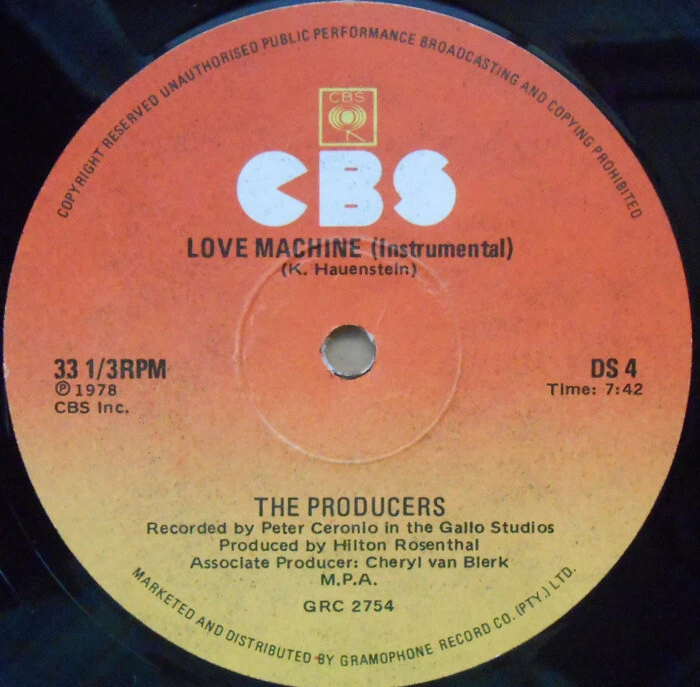 COPYRIGHT RESERVED UNAUTHORISED PUBLIC PERFORMANCE BROADCASTING AND COPYING PROHIBITED
CBS
CBS
LOVE MACHINE (Instrumental)
(K. Hauenstein)
33 1/3RPM
℗ 1978
CBS Inc.
DS 4
Time: 7:42
THE PRODUCERS
Recorded by Peter Ceronio in the Gallo Studios
Produced by Hilton Rosenthal
Associate Producer: Cheryl van Blerk
M.P.A.
GRC 2754
MARKETED AND DISTRIBUTED BY GRAMOPHONE RECORD CO. (PTY.) LTD.